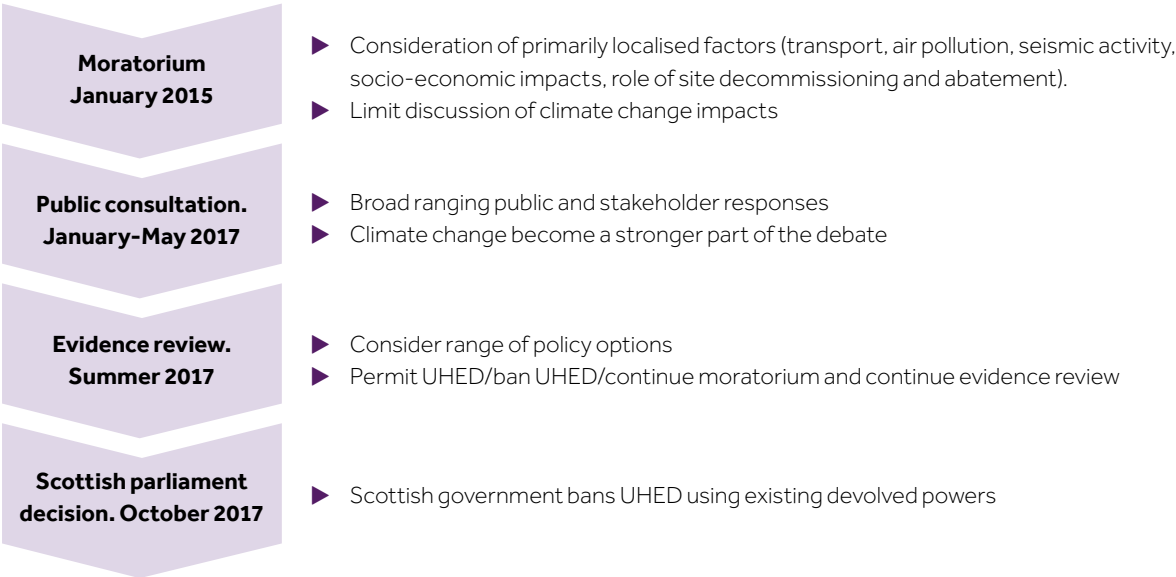 Moratorium
January 2015
Consideration of primarily localised factors (transport, air pollution, seismic activity,
socio-economic impacts, role of site decommissioning and abatement).
Limit discussion of climate change impacts
Public consultation.
January-May 2017
Broad ranging public and stakeholder responses
Climate change become a stronger part of the debate
Evidence review.
Summer 2017
Consider range of policy options
Permit UHED/ban UHED/continue moratorium and continue evidence review
Scottish parliament
decision. October 2017
Scottish government bans UHED using existing devolved powers